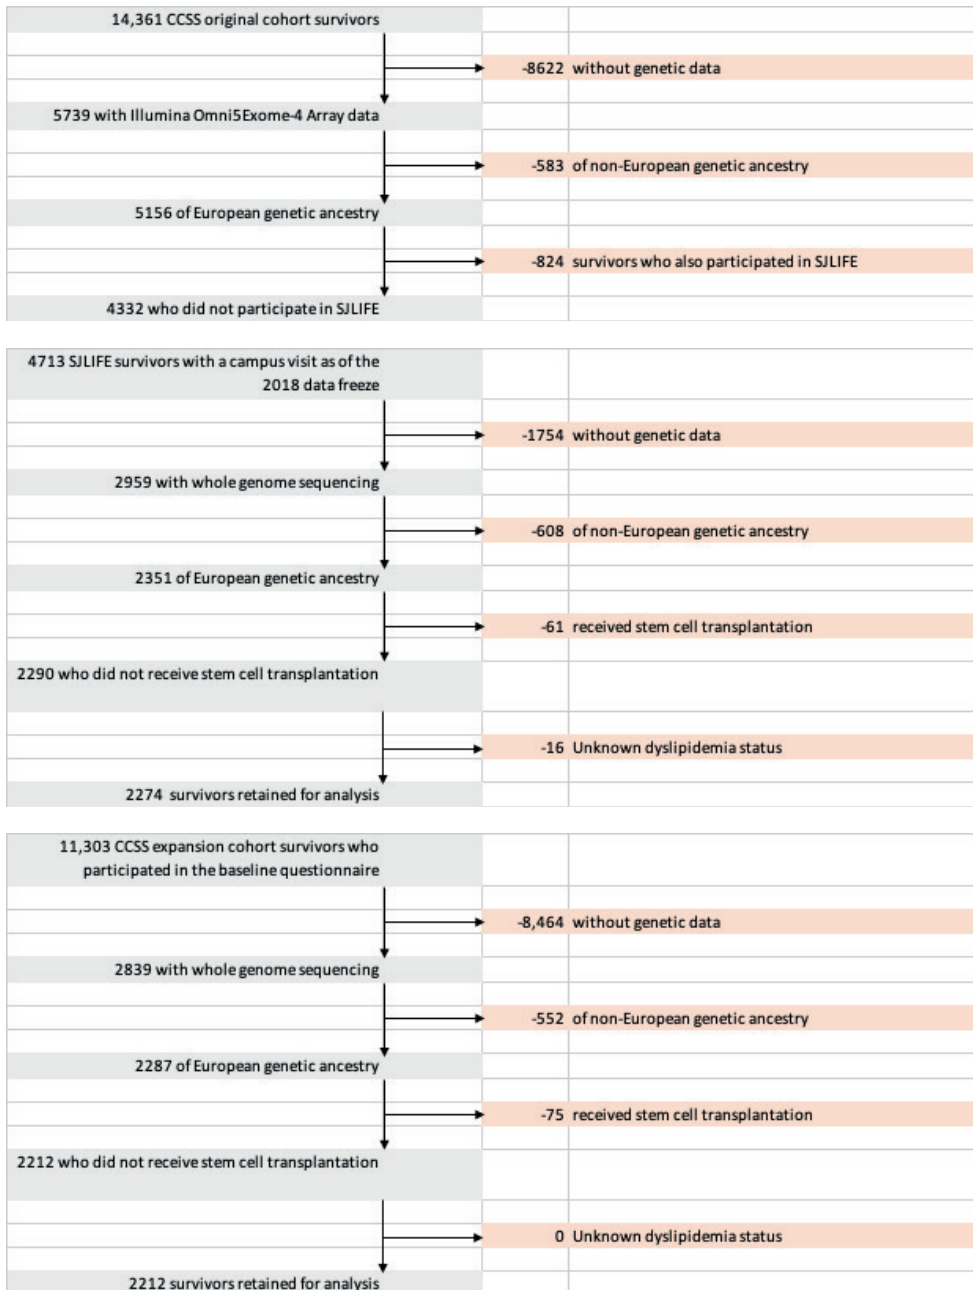 14,361 CCSS original cohort survivors
-8622 without genetic data
5739 with Illumina Omni5Exome-4 Array data
-583 of non-European genetic ancestry
5156 of European genetic ancestry
-824 survivors who also participated in SJLIFE
4332 who did not participate in SJLIFE
4713 SJLIFE survivors with a campus visit as of the
2018 data freeze
-1754 without genetic data
2959 with whole genome sequencing
-608 of non-European genetic ancestry
2351 of European genetic ancestry
-61 received stem cell transplantation
2290 who did not receive stem cell transplantation
-16 Unknown dyslipidemia status
2274 survivors retained for analysis
11,303 CCSS expansion cohort survivors who
participated in the baseline questionnaire
-8,464 without genetic data
2839 with whole genome sequencing
-552 of non-European genetic ancestry
2287 of European genetic ancestry
-75 received stem cell transplantation
2212 who did not receive stem cell transplantation
0 Unknown dyslipidemia status
2212 survivors retained for analysis